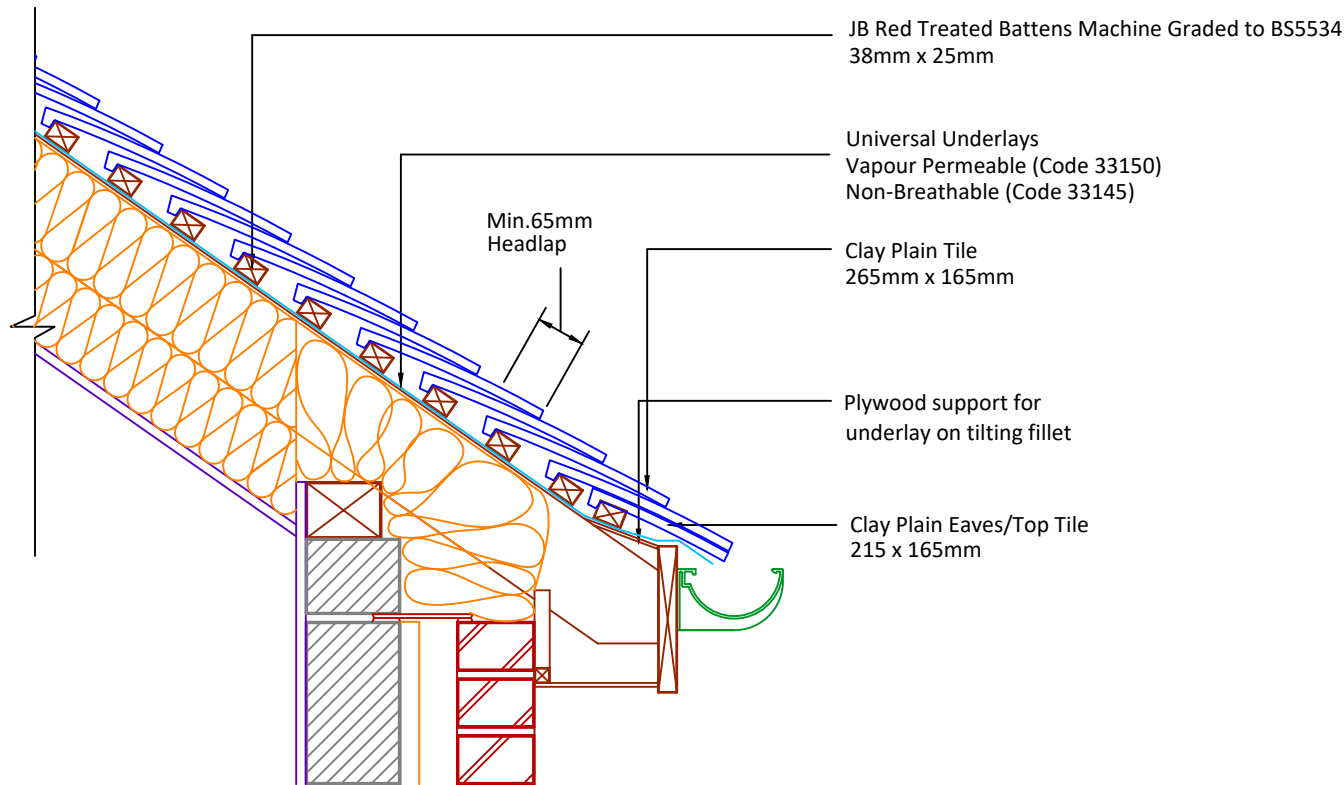 JB Red Treated Battens Machine Graded to BS5534
38mm x 25mm
Universal Underlays
Vapour Permeable (Code 33150)
Non-Breathable (Code 33145)
Min.65mm
Headlap
Clay Plain Tile
265mm x 165mm
Plywood support for
underlay on tilting fillet
Clay Plain Eaves/Top Tile
215 x 165mm